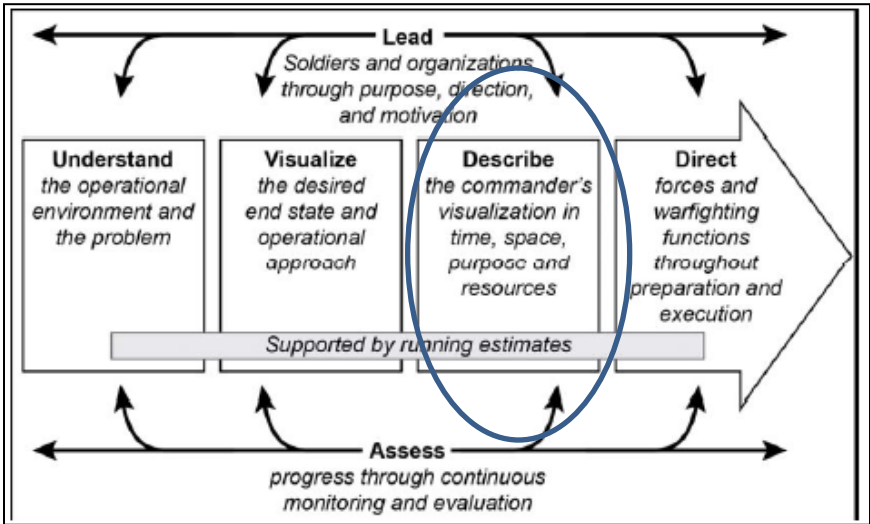 Lead
Soldiers and organizations
through purpose, direction,
and motivation
Understand
the operational
environment and
the problem
Visualize
the desired
end state and
operational
approach
Describe
the commander's
visualization in
time, space,
purpose and
resources
Direct
forces and
warfighting
functions
throughout
preparation and
execution
Supported by running estimates
Assess
progress through continuous
monitoring and evaluation